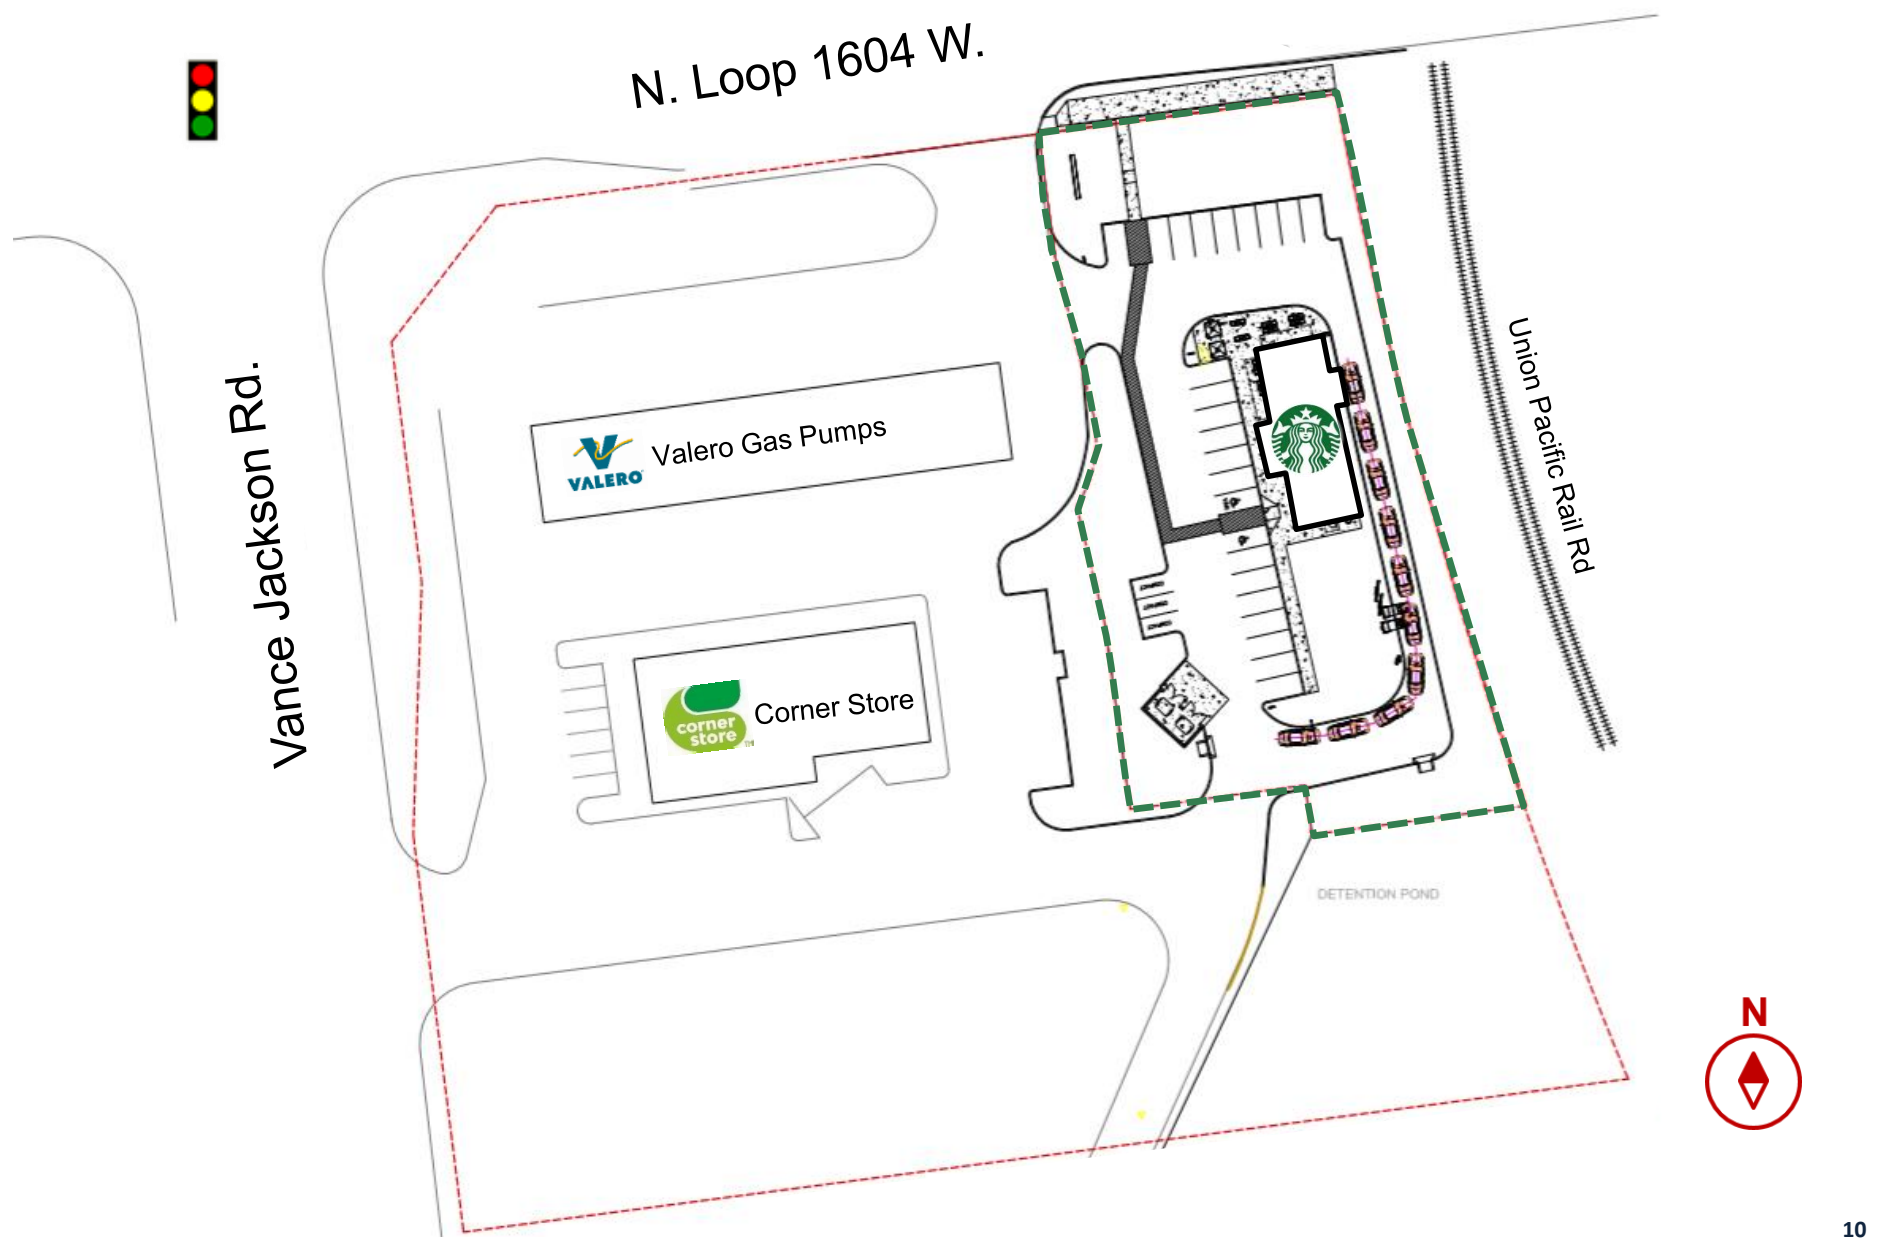 N. Loop 1604 W.
Vance Jackson Rd.
Union Pacific Rail Rd
VALERO
Valero Gas Pumps
corner
store
TM
Corner Store
DETENTION POND
N
10